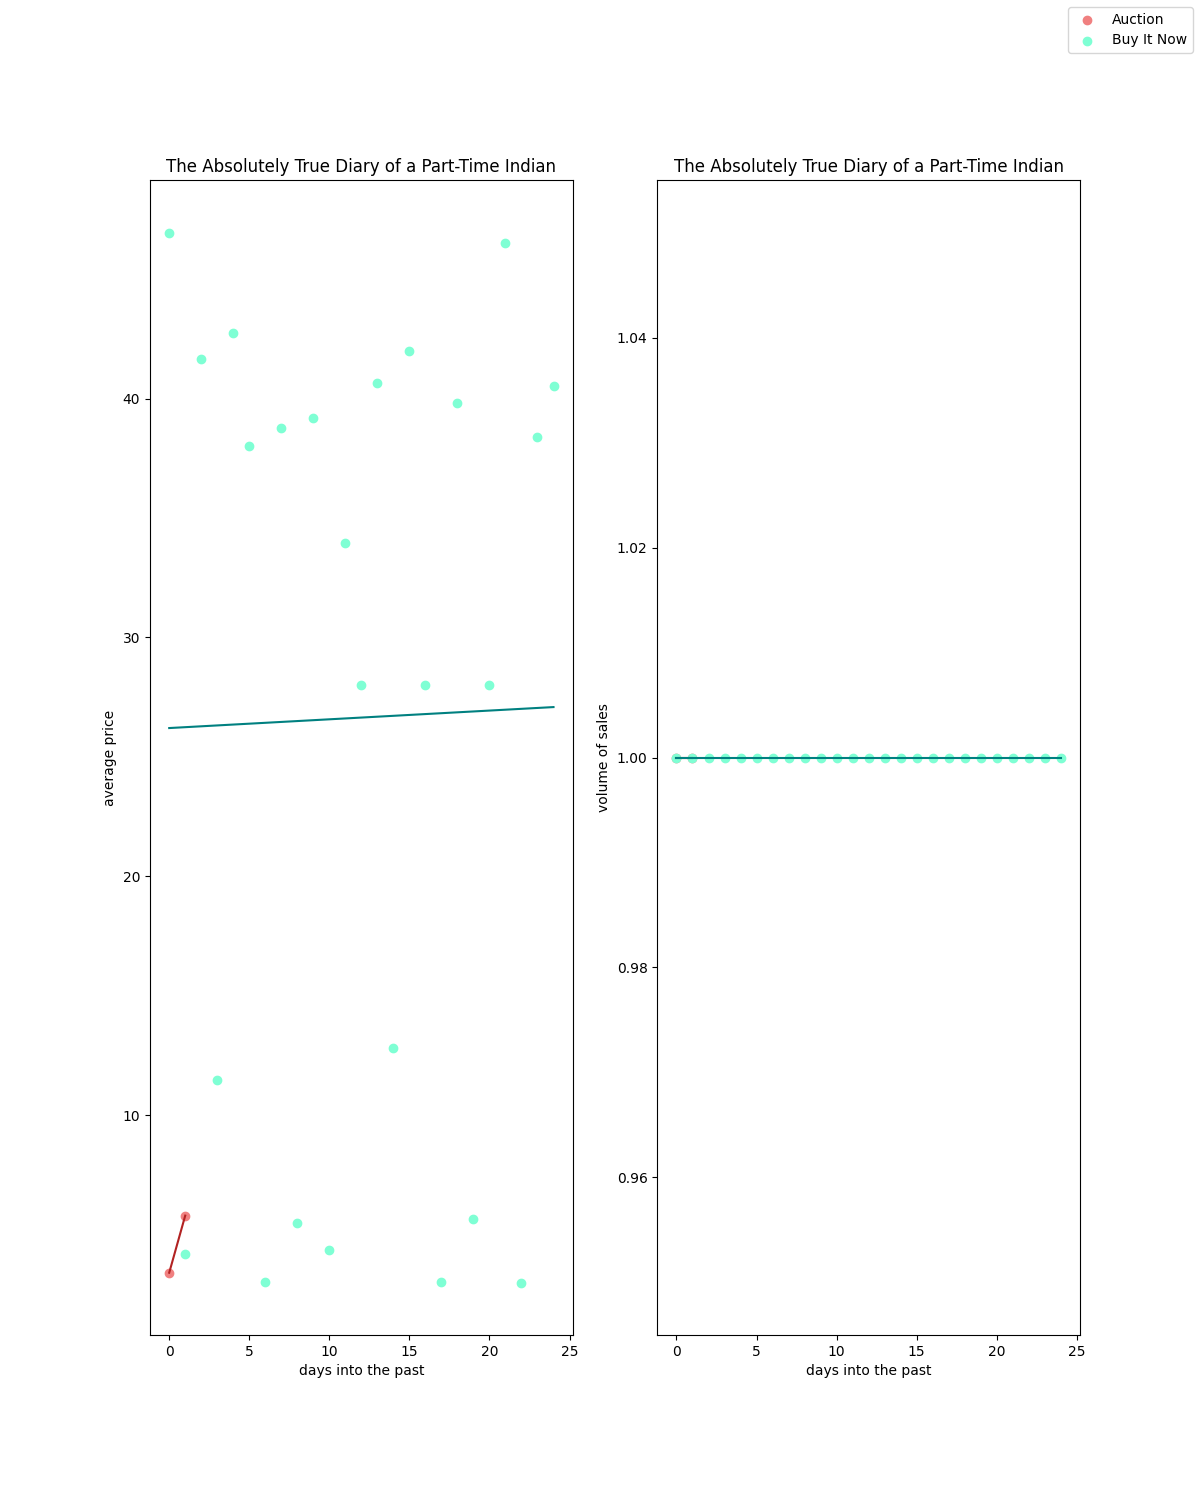 Auction
Buy It Now
The Absolutely True Diary of a Part-Time Indian
40
30
20
10
average price
0 5 10 15 20 25
days into the past
The Absolutely True Diary of a Part-Time Indian
1.04
1.02
1.00
0.98
0.96
volume of sales
0 5 10 15 20 25
days into the past